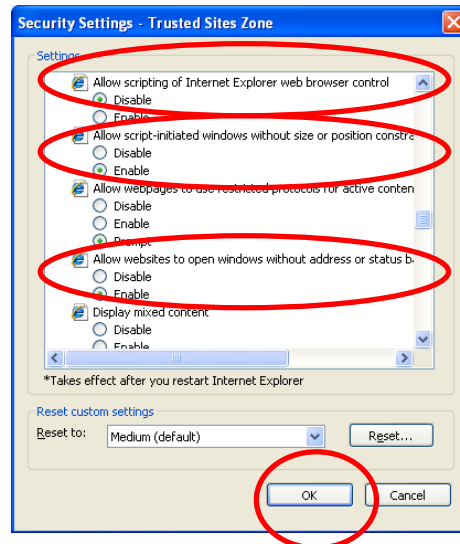 Security Settings - Trusted Sites Zone
Settings
Allow scripting of Internet Explorer web browser control
Disable
Enable
Allow script-initiated windows without size or position constra
Disable
Enable
Allow webpages to use restricted protocols for active conten
Disable
Enable
Prompt
Allow websites to open windows without address or status ba
Disable
Enable
Display mixed content
Disable
Enable
*Takes effect after you restart Internet Explorer
Reset custom settings
Reset to: Medium (default) Reset...
OK Cancel